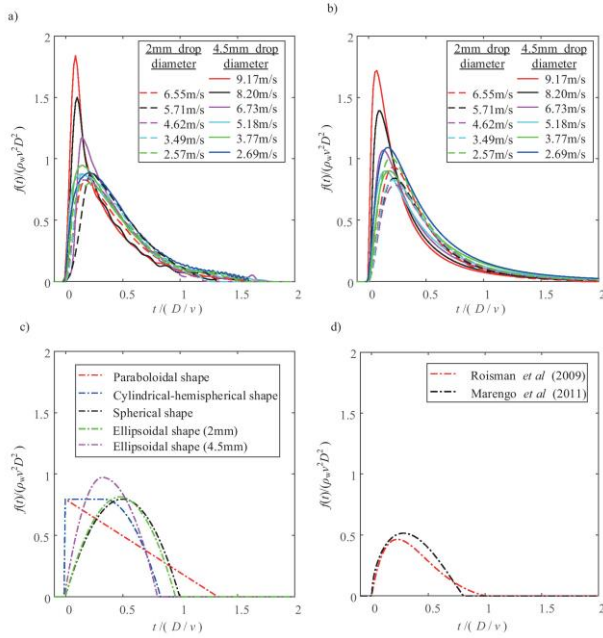 a)
2mm drop diameter
4.5mm drop diameter
9.17m/s
6.55m/s 8.20m/s
5.71m/s 6.73m/s
4.62m/s 5.18m/s
3.49m/s 3.77m/s
2.57m/s 2.69m/s
f(t)/(ρwv²D²)
2
1.5
1
0.5
0
0 0.5 1 1.5 2
t/(D/v)
b)
2mm drop diameter
4.5mm drop diameter
9.17m/s
6.55m/s 8.20m/s
5.71m/s 6.73m/s
4.62m/s 5.18m/s
3.49m/s 3.77m/s
2.57m/s 2.69m/s
f(t)/(ρwv²D²)
2
1.5
1
0.5
0
0 0.5 1 1.5 2
t/(D/v)
c)
Paraboloidal shape
Cylindrical-hemispherical shape
Spherical shape
Ellipsoidal shape (2mm)
Ellipsoidal shape (4.5mm)
f(t)/(ρwv²D²)
2
1.5
1
0.5
0
0 0.5 1 1.5 2
t/(D/v)
d)
Roisman et al (2009)
Marengo et al (2011)
f(t)/(ρwv²D²)
2
1.5
1
0.5
0
0 0.5 1 1.5 2
t/(D/v)